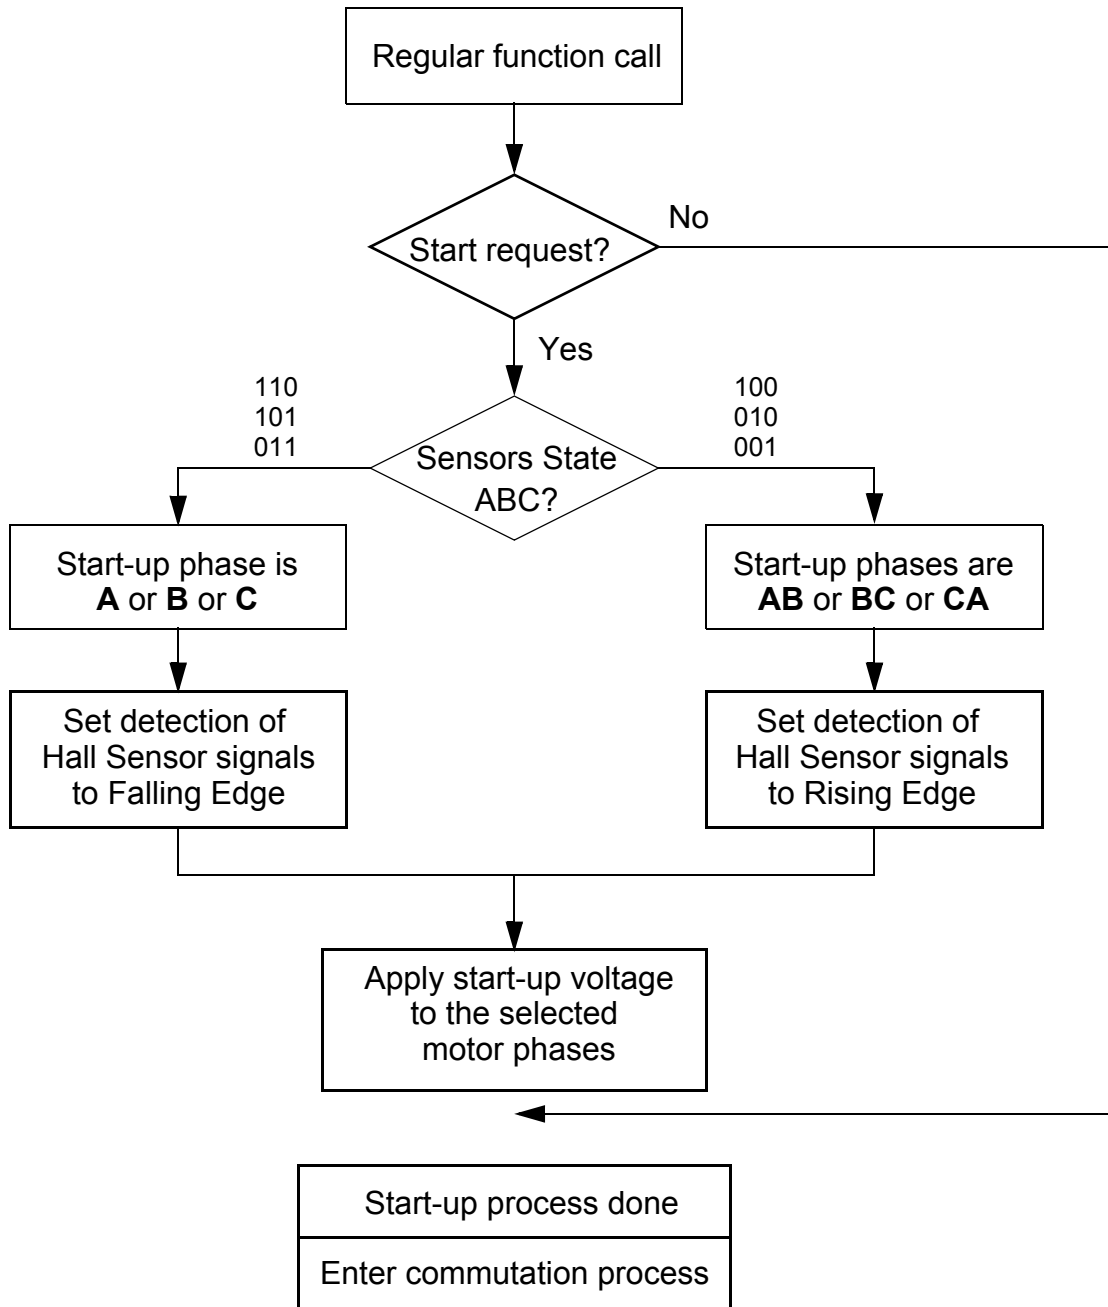 Regular function call
No
Start request?
Yes
110
101
011
100
010
001
Sensors State
ABC?
Start-up phase is
A or B or C
Start-up phases are
AB or BC or CA
Set detection of
Hall Sensor signals
to Falling Edge
Set detection of
Hall Sensor signals
to Rising Edge
Apply start-up voltage
to the selected
motor phases
Start-up process done
Enter commutation process